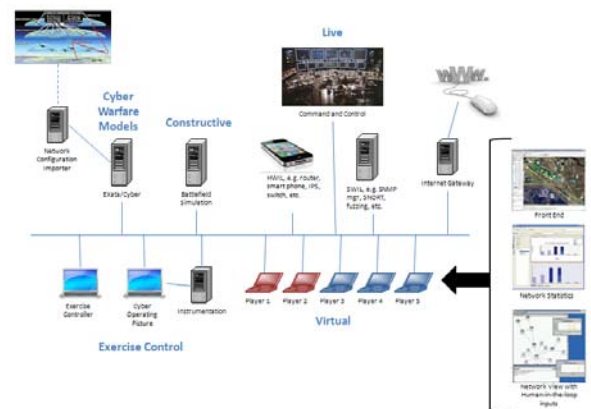 Live
www.
Cyber
Warfare
Models
Constructive
Command and Control
Network
Configuration
Importer
EXata/Cyber
Battlefield
Simulation
HWIL, e.g. router,
smart phone, IPS,
switch, etc.
SWIL, e.g. SNMP
mgr, SNORT,
fuzzing, etc.
Internet Gateway
Front End
Exercise
Controller
Cyber
Operating
Picture
Instrumentation
Player 1
Player 2
Player 3
Player 4
Player 5
Virtual
Exercise Control
Network Statistics
Network View with
Human-in-the-loop
inputs